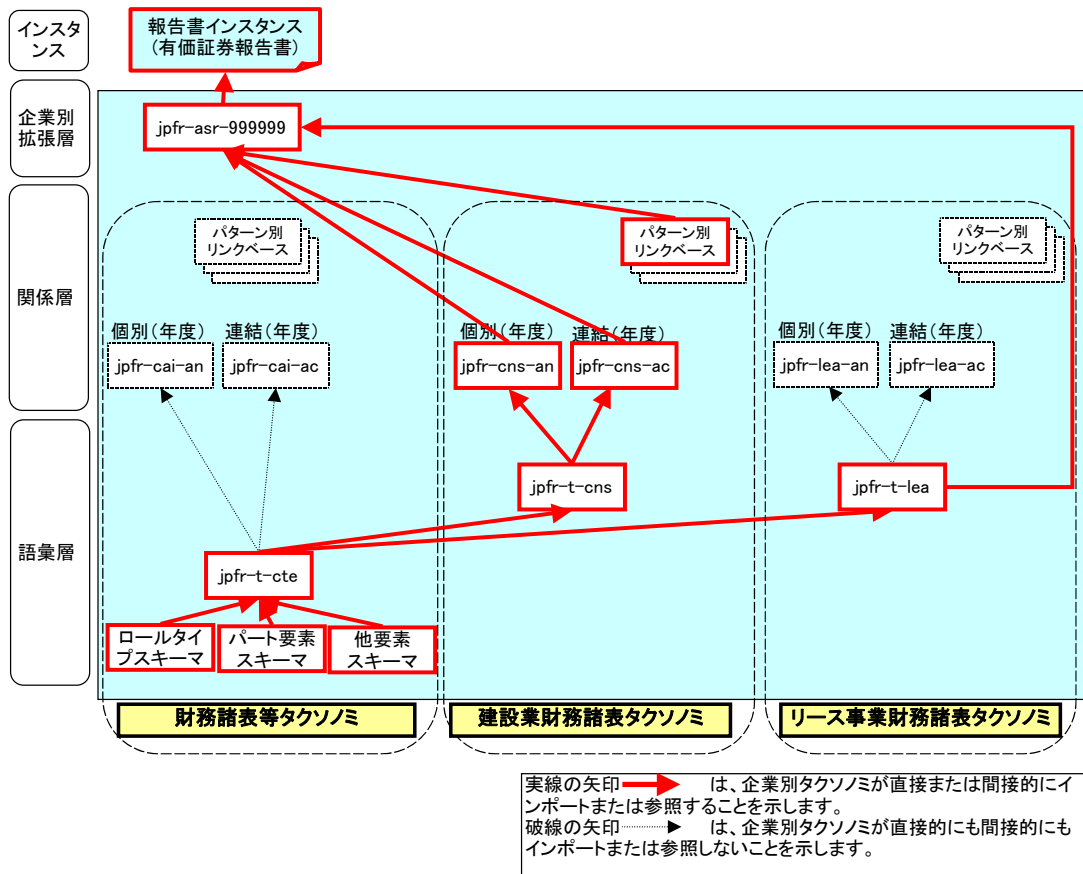 インスタ
ンス
報告書インスタンス
(有価証券報告書)
企業別
拡張層
jpfr-asr-999999
関係層
パターン別
リンクベース
パターン別
リンクベース
パターン別
リンクベース
個別(年度)
連結(年度)
個別(年度)
連結(年度)
個別(年度)
連結(年度)
jpfr-cai-an
jpfr-cai-ac
jpfr-cns-an
jpfr-cns-ac
jpfr-lea-an
jpfr-lea-ac
語彙層
jpfr-t-cns
jpfr-t-lea
jpfr-t-cte
ロールタイ
プスキーマ
パート要素
スキーマ
他要素
スキーマ
財務諸表等タクソノミ
建設業財務諸表タクソノミ
リース事業財務諸表タクソノミ
実線の矢印 は、企業別タクソノミが直接または間接的にイ
ンポートまたは参照することを示します。
破線の矢印 は、企業別タクソノミが直接的にも間接的にも
インポートまたは参照しないことを示します。